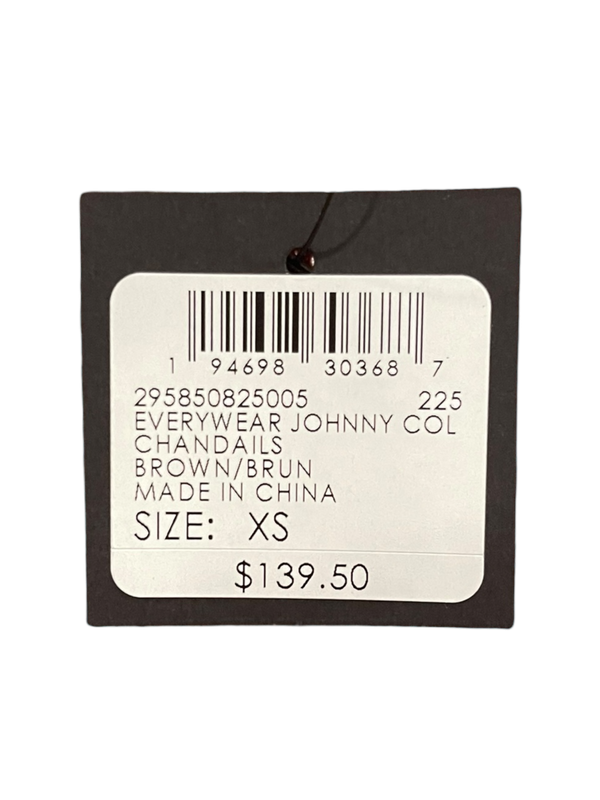 1 94698 30368 7
295850825005 225
EVERYWEAR JOHNNY COL
CHANDAILS
BROWN/BRUN
MADE IN CHINA
SIZE: XS
$139.50